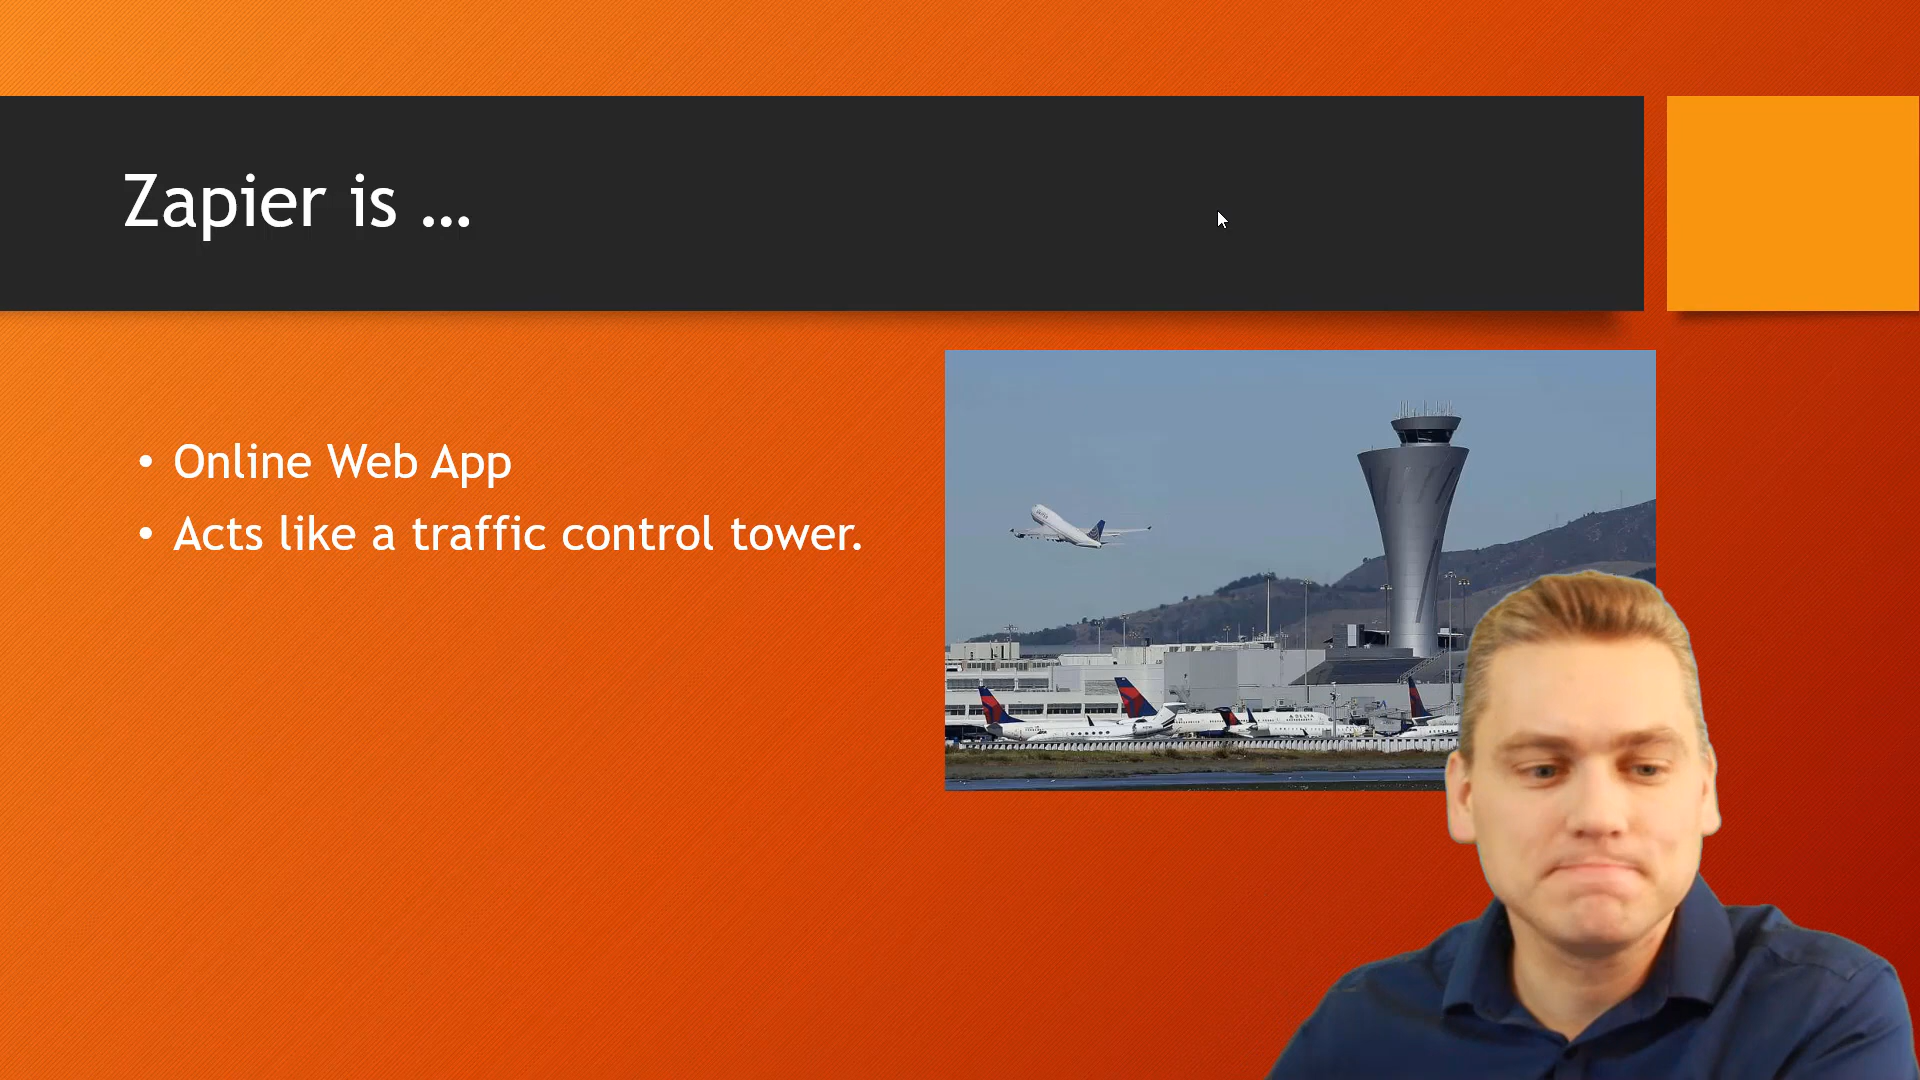 Zapier is ...
• Online Web App
• Acts like a traffic control tower.